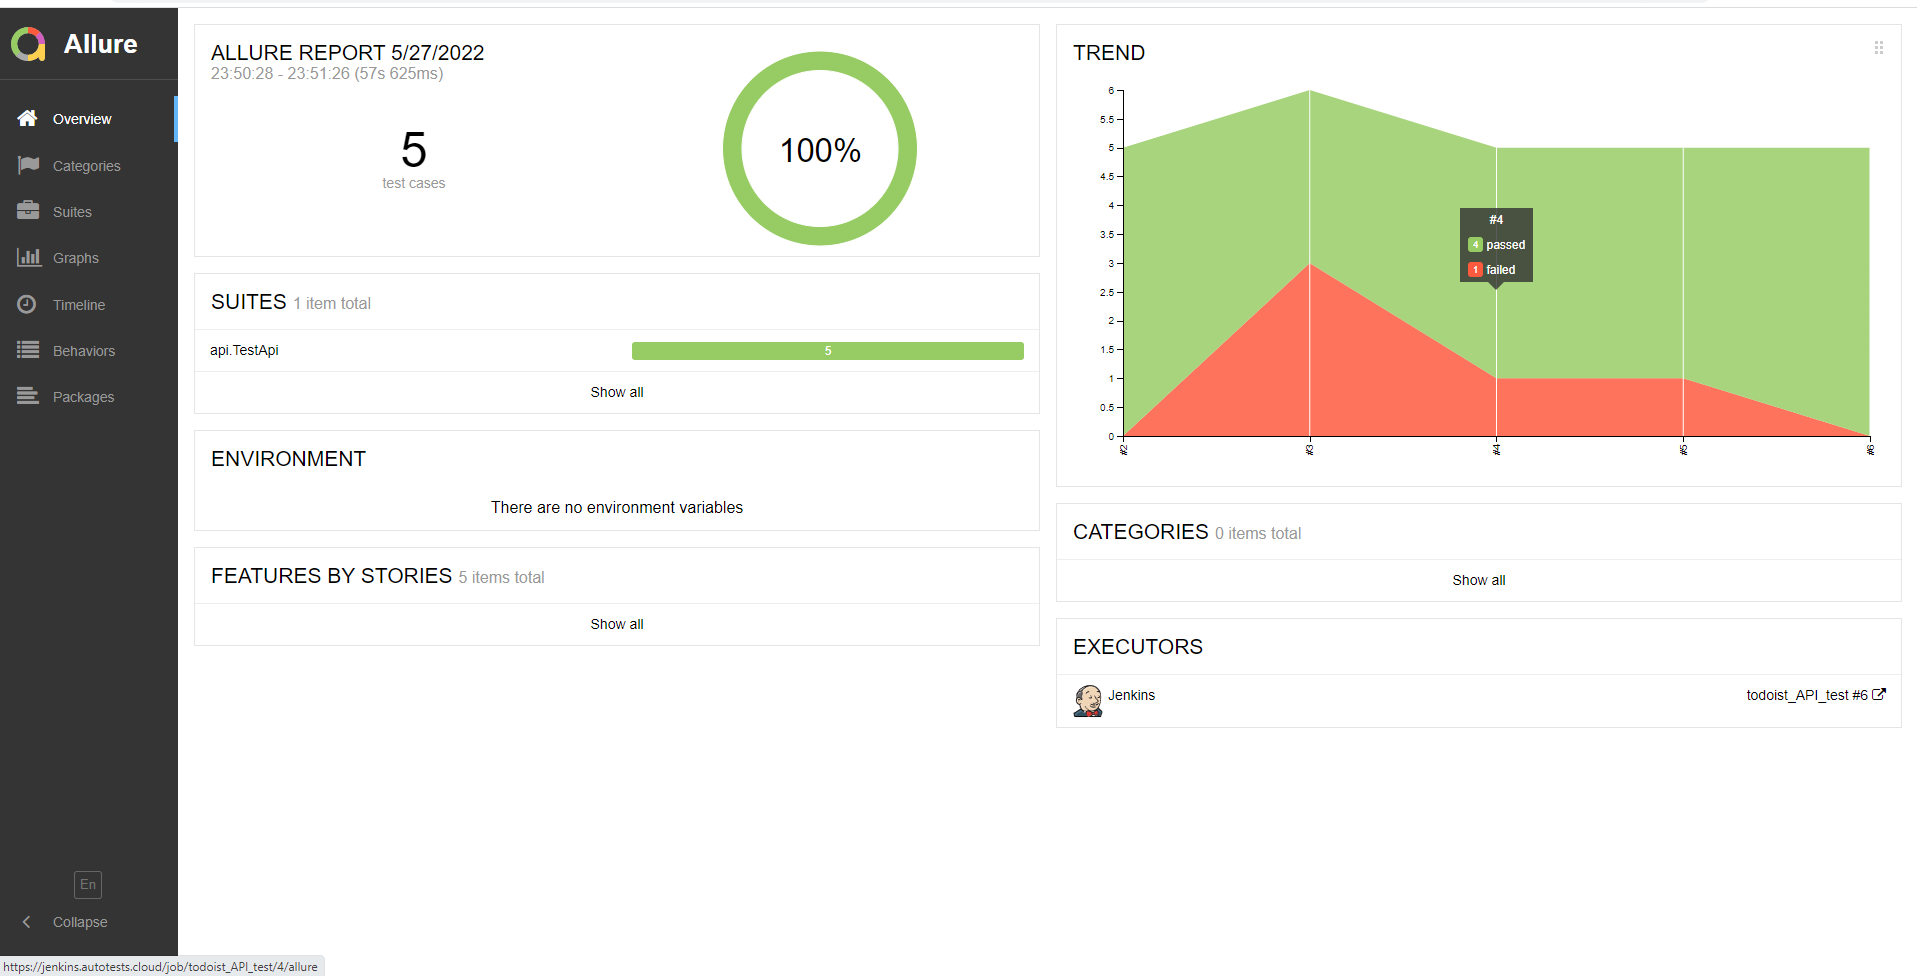 Allure
Overview
Categories
Suites
Graphs
Timeline
Behaviors
Packages
En
Collapse
ALLURE REPORT 5/27/2022
23:50:28 - 23:51:26 (57s 625ms)
5
test cases
100%
SUITES 1 item total
api.TestApi 5
Show all
ENVIRONMENT
There are no environment variables
FEATURES BY STORIES 5 items total
Show all
TREND
6
5.5
5
4.5
4
3.5
3
2.5
2
1.5
1
0.5
0
#2 #3 #4 #5 #6
#4
4 passed
1 failed
CATEGORIES 0 items total
Show all
EXECUTORS
Jenkins todoist_API_test #6
https://jenkins.autotests.cloud/job/todoist_API_test/4/allure